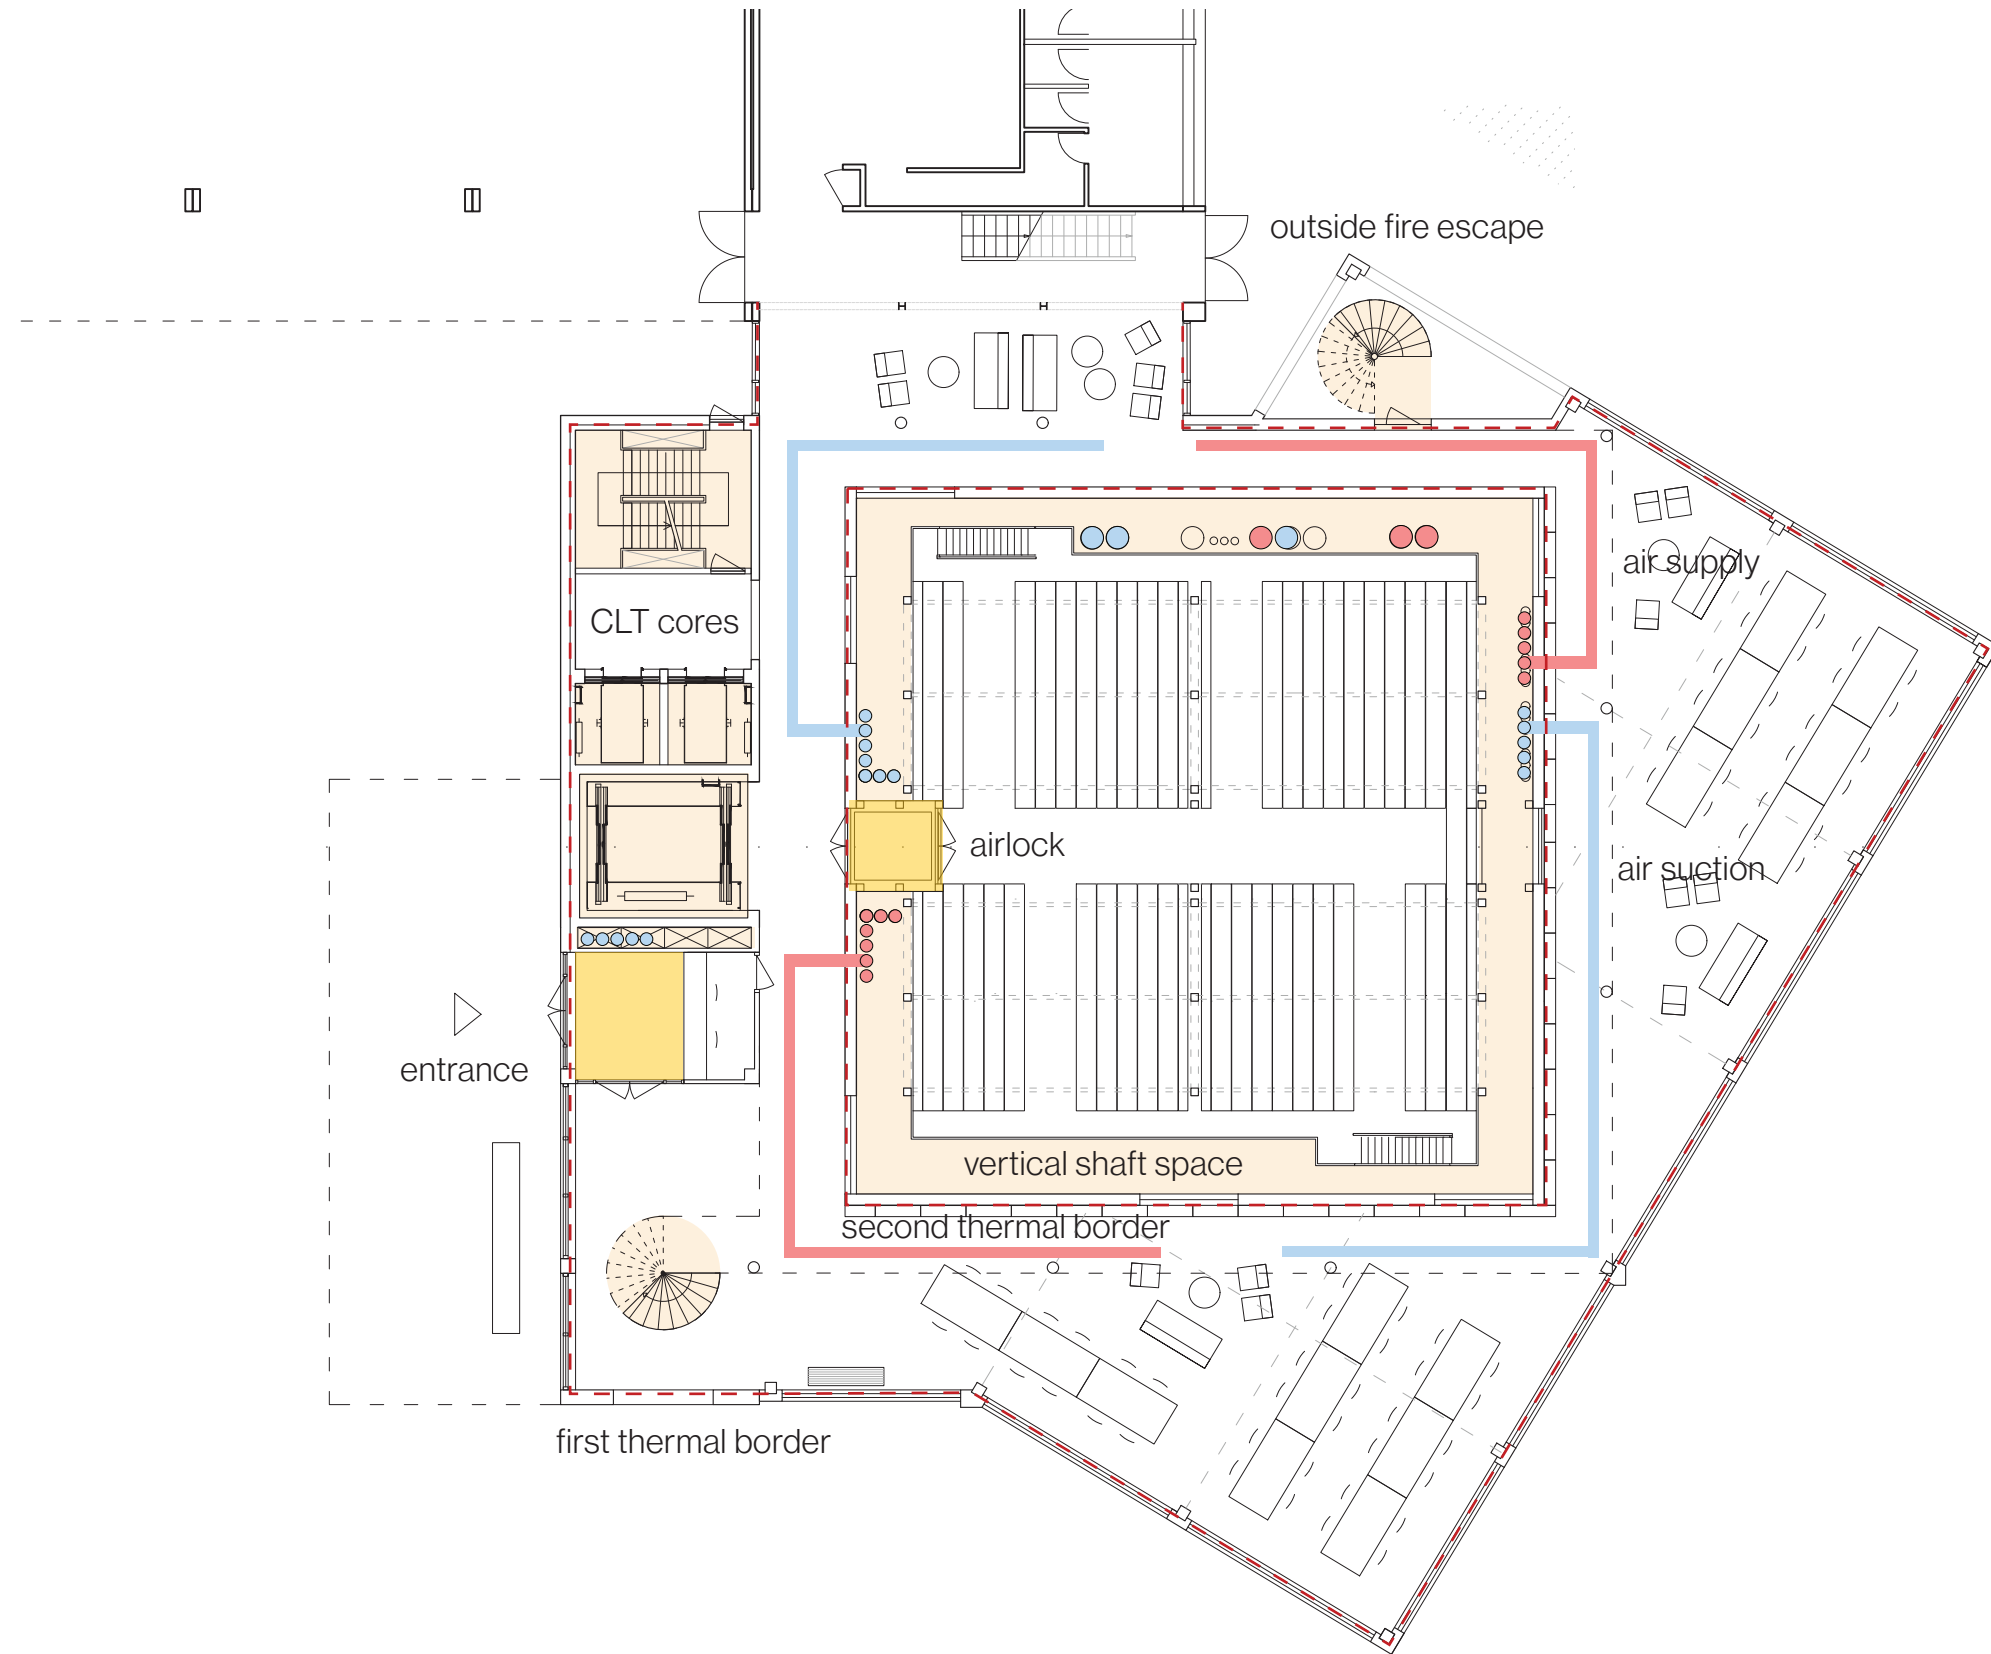 outside fire escape
air supply
CLT cores
airlock
air suction
entrance
vertical shaft space
second thermal border
first thermal border